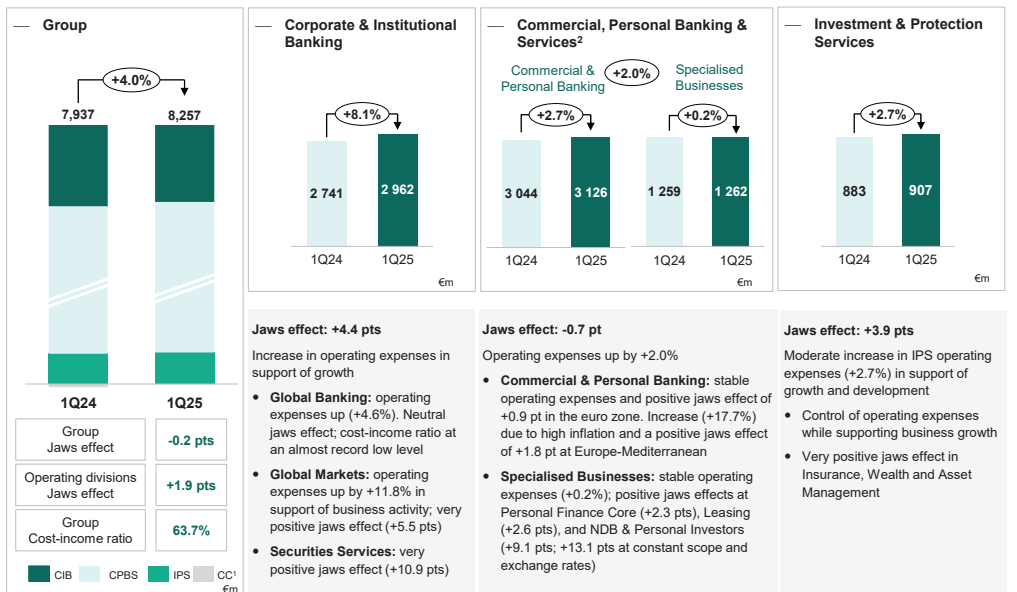 Group
+4.0%
7,937
8,257
1Q24
1Q25
Group
Jaws effect
-0.2 pts
Operating divisions
Jaws effect
+1.9 pts
Group
Cost-income ratio
63.7%
CIB
CPBS
IPS
CC¹
€m
Corporate & Institutional
Banking
+8.1%
2 741
2 962
1Q24
1Q25
€m
Jaws effect: +4.4 pts
Increase in operating expenses in
support of growth
• Global Banking: operating
expenses up (+4.6%). Neutral
jaws effect; cost-income ratio at
an almost record low level
• Global Markets: operating
expenses up by +11.8% in
support of business activity; very
positive jaws effect (+5.5 pts)
• Securities Services: very
positive jaws effect (+10.9 pts)
Commercial, Personal Banking &
Services²
Commercial &
Personal Banking
+2.0%
Specialised
Businesses
+2.7%
3 044
3 126
1Q24
1Q25
+0.2%
1 259
1 262
1Q24
1Q25
€m
Jaws effect: -0.7 pt
Operating expenses up by +2.0%
• Commercial & Personal Banking: stable
operating expenses and positive jaws effect of
+0.9 pt in the euro zone. Increase (+17.7%)
due to high inflation and a positive jaws effect
of +1.8 pt at Europe-Mediterranean
• Specialised Businesses: stable operating
expenses (+0.2%); positive jaws effects at
Personal Finance Core (+2.3 pts), Leasing
(+2.6 pts), and NDB & Personal Investors
(+9.1 pts; +13.1 pts at constant scope and
exchange rates)
Investment & Protection
Services
+2.7%
883
907
1Q24
1Q25
€m
Jaws effect: +3.9 pts
Moderate increase in IPS operating
expenses (+2.7%) in support of
growth and development
• Control of operating expenses
while supporting business growth
• Very positive jaws effect in
Insurance, Wealth and Asset
Management